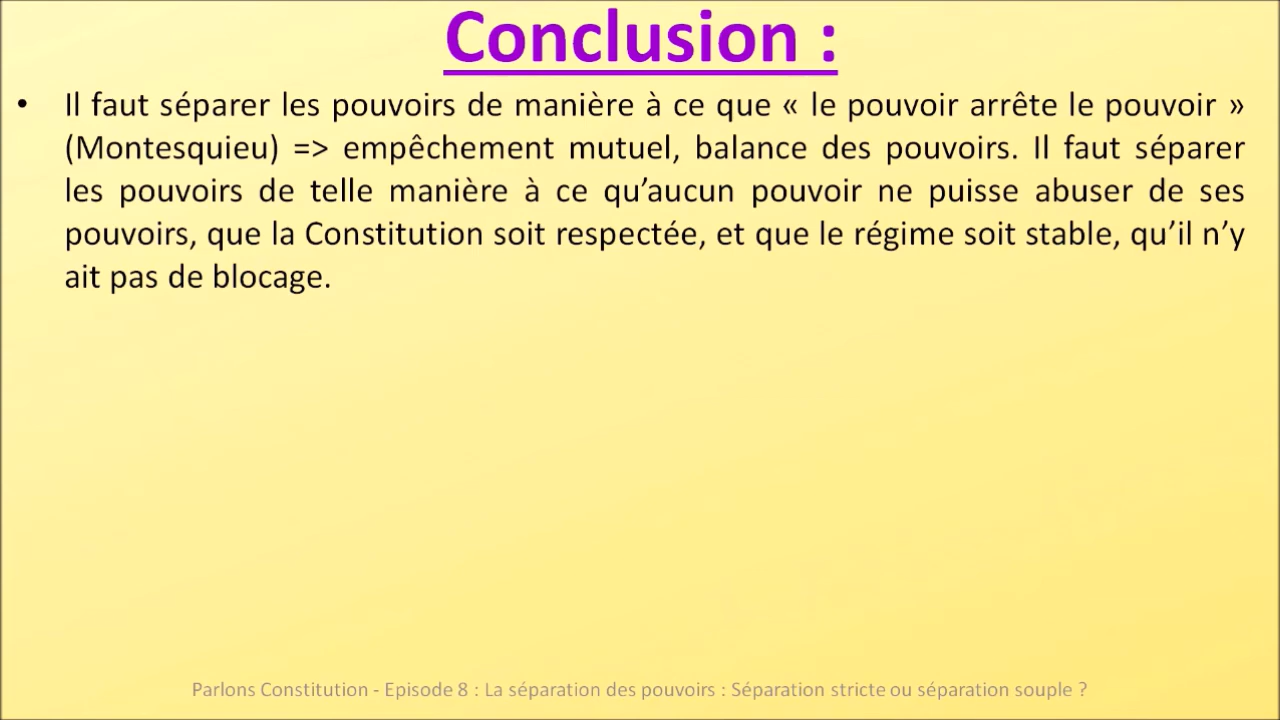 Conclusion :
• Il faut séparer les pouvoirs de manière à ce que « le pouvoir arrête le pouvoir »
(Montesquieu) => empêchement mutuel, balance des pouvoirs. Il faut séparer
les pouvoirs de telle manière à ce qu’aucun pouvoir ne puisse abuser de ses
pouvoirs, que la Constitution soit respectée, et que le régime soit stable, qu’il n’y
ait pas de blocage.
Parlons Constitution - Episode 8 : La séparation des pouvoirs : Séparation stricte ou séparation souple ?